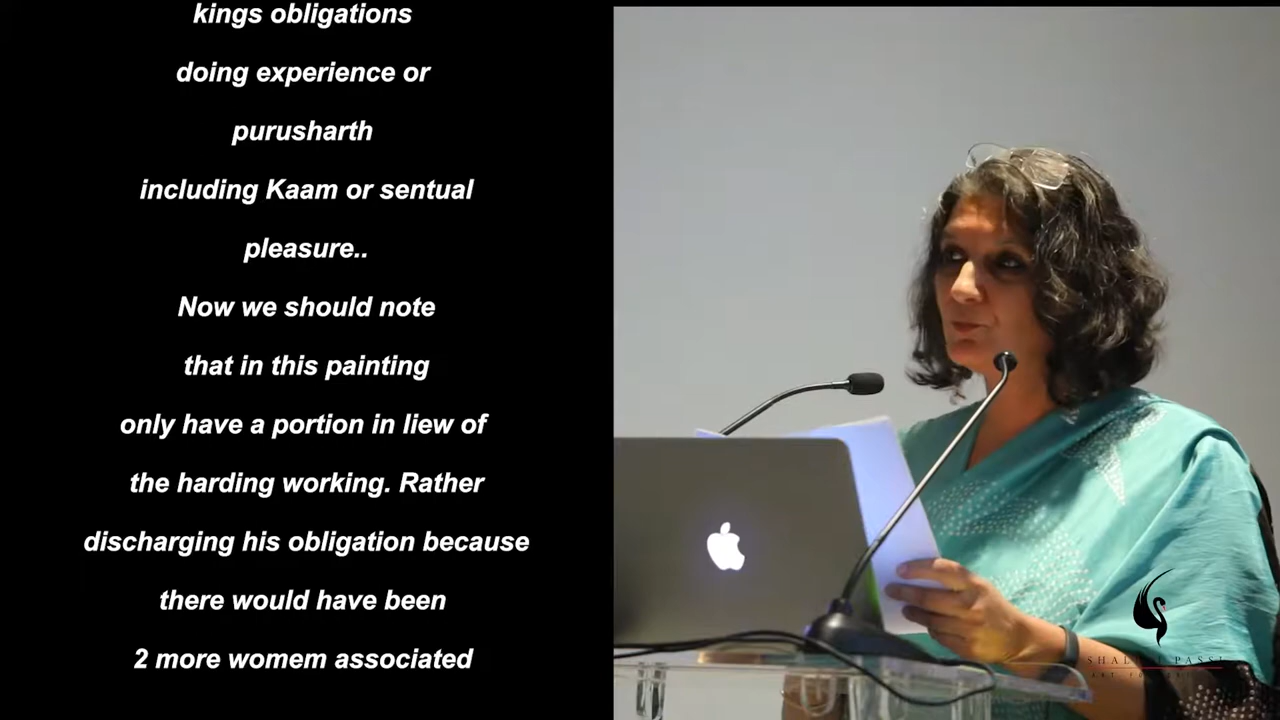 kings obligations
doing experience or
purusharth
including Kaam or sentual
pleasure..
Now we should note
that in this painting
only have a portion in liew of
the harding working. Rather
discharging his obligation because
there would have been
2 more womem associated